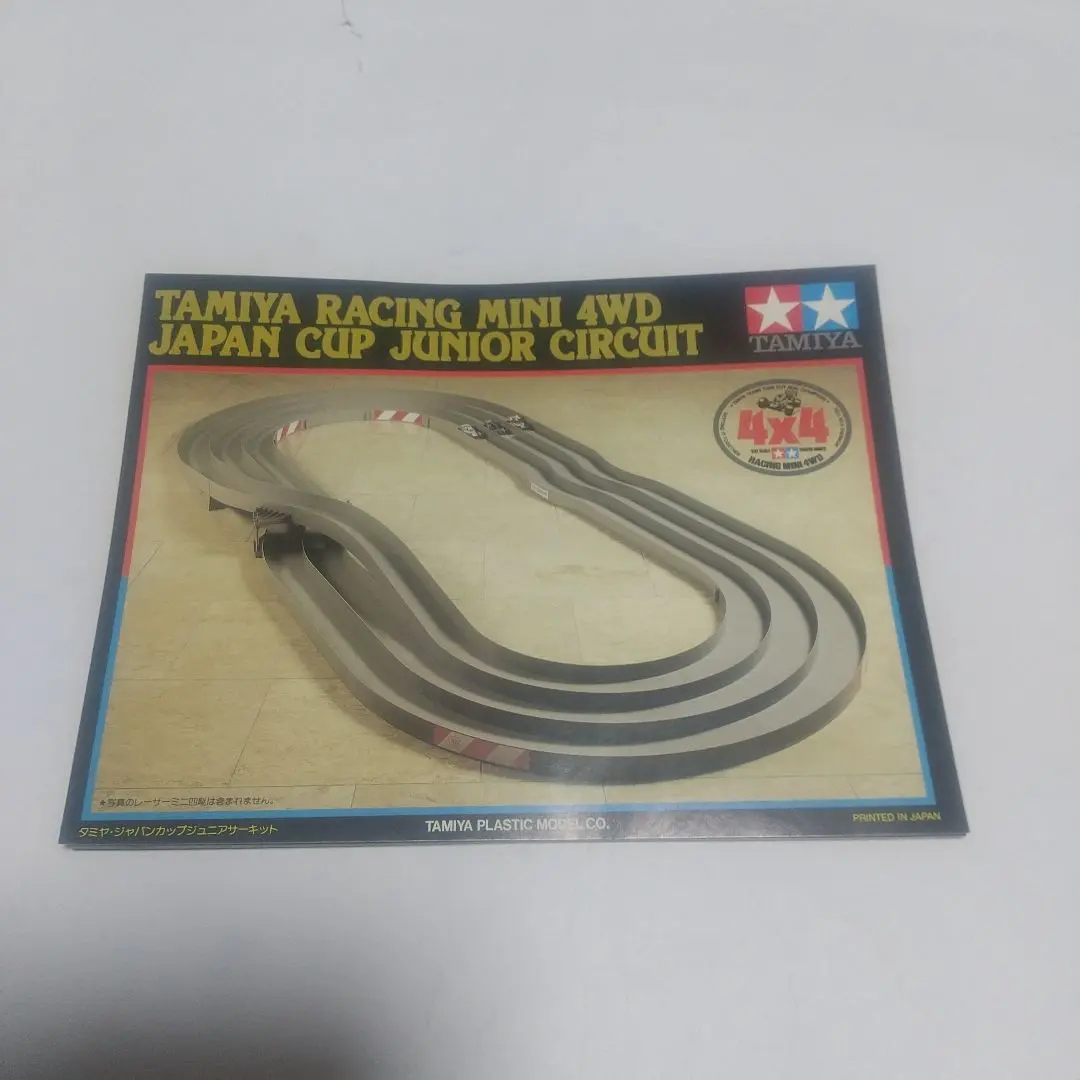 TAMIYA RACING MINI 4WD
JAPAN CUP JUNIOR CIRCUIT
TAMIYA
4x4
RACING MINI 4WD
★写真のレーサーミニ四駆は含まれません。
タミヤ・ジャパンカップジュニアサーキット
TAMIYA PLASTIC MODEL CO.
PRINTED IN JAPAN